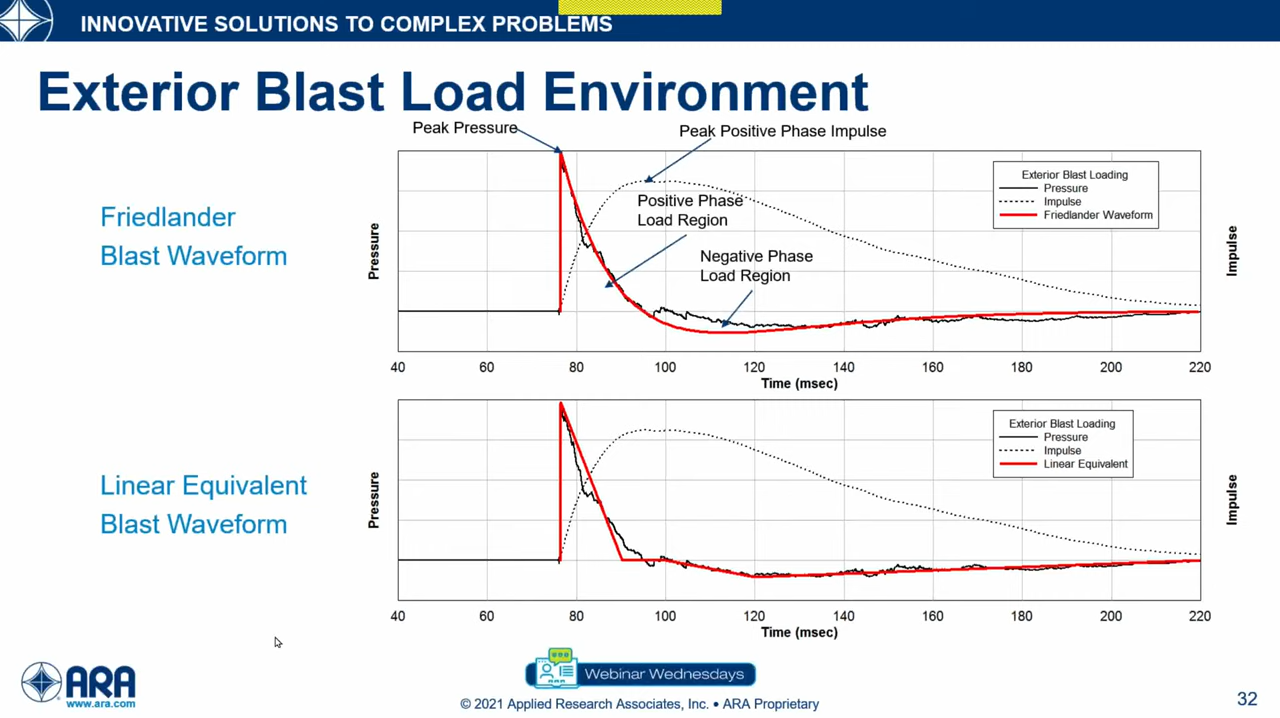 INNOVATIVE SOLUTIONS TO COMPLEX PROBLEMS
Exterior Blast Load Environment
Friedlander
Blast Waveform
Peak Pressure
Peak Positive Phase Impulse
Positive Phase
Load Region
Negative Phase
Load Region
Exterior Blast Loading
Pressure
Impulse
Friedlander Waveform
Pressure
Impulse
40 60 80 100 120 140 160 180 200 220
Time (msec)
Linear Equivalent
Blast Waveform
Exterior Blast Loading
Pressure
Impulse
Linear Equivalent
Pressure
Impulse
40 60 80 100 120 140 160 180 200 220
Time (msec)
ARA
www.ara.com
Webinar Wednesdays
© 2021 Applied Research Associates, Inc. • ARA Proprietary
32